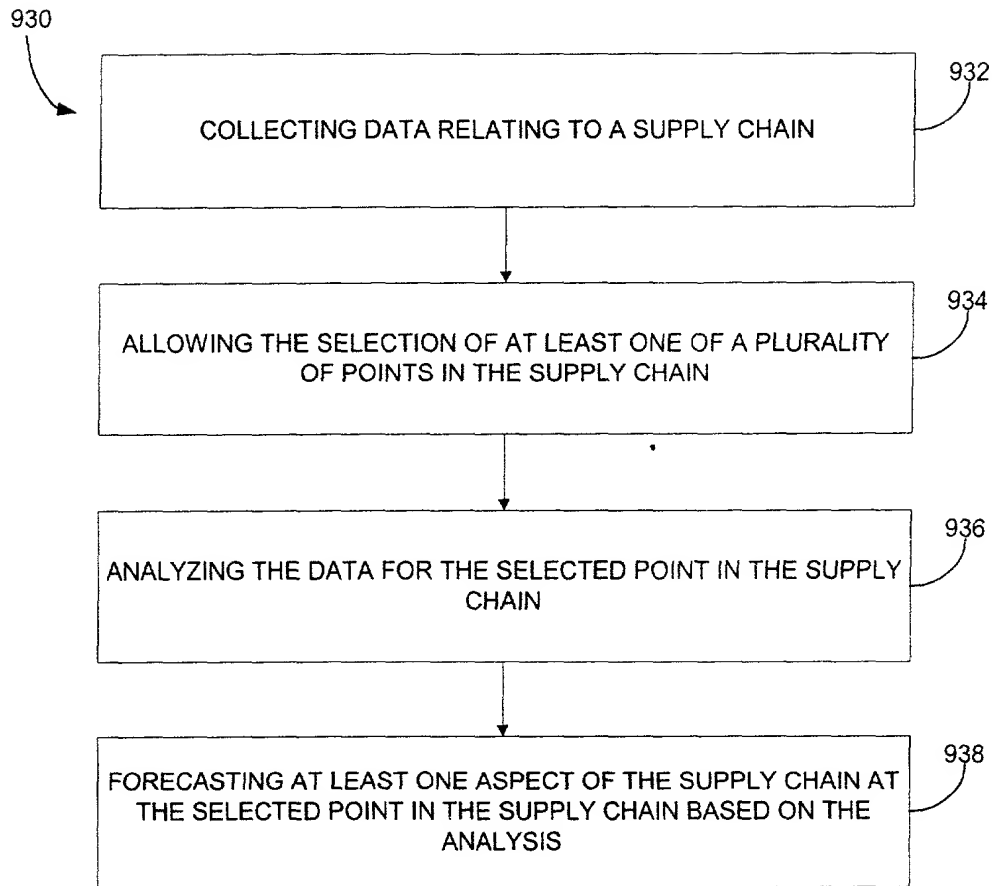 930
932
COLLECTING DATA RELATING TO A SUPPLY CHAIN
934
ALLOWING THE SELECTION OF AT LEAST ONE OF A PLURALITY
OF POINTS IN THE SUPPLY CHAIN
936
ANALYZING THE DATA FOR THE SELECTED POINT IN THE SUPPLY
CHAIN
938
FORECASTING AT LEAST ONE ASPECT OF THE SUPPLY CHAIN AT
THE SELECTED POINT IN THE SUPPLY CHAIN BASED ON THE
ANALYSIS